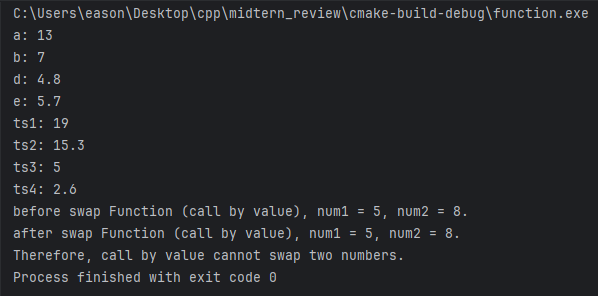 C:\Users\eason\Desktop\cpp\midtern_review\cmake-build-debug\function.exe
a: 13
b: 7
d: 4.8
e: 5.7
ts1: 19
ts2: 15.3
ts3: 5
ts4: 2.6
before swap Function (call by value), num1 = 5, num2 = 8.
after swap Function (call by value), num1 = 5, num2 = 8.
Therefore, call by value cannot swap two numbers.
Process finished with exit code 0